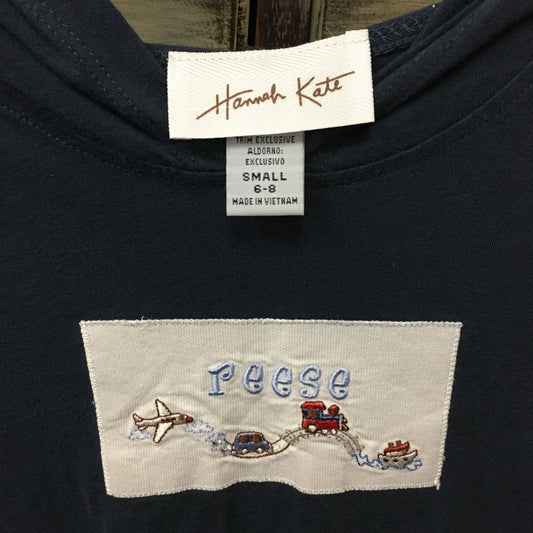 Hannah Kate
TRIM EXCLUSIVE
ALDORNO:
EXCLUSIVO
SMALL
6-8
MADE IN VIETNAM
reese